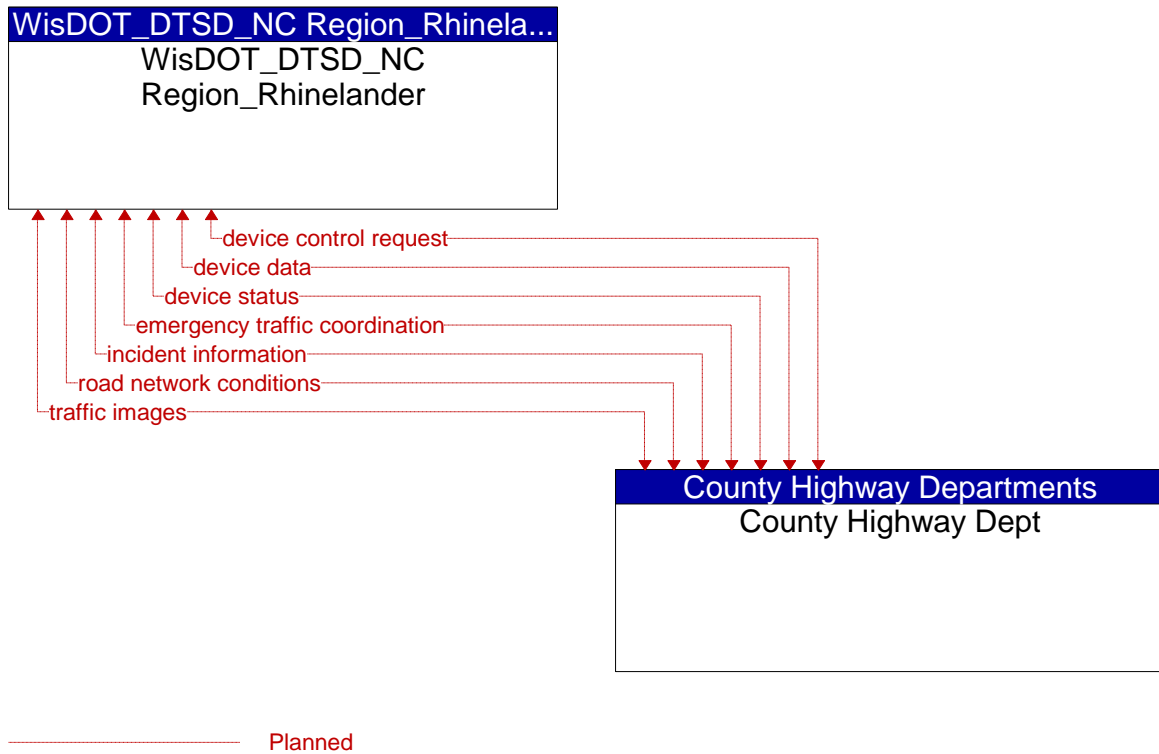 WisDOT_DTSD_NC Region_Rhinela...
WisDOT_DTSD_NC
Region_Rhinelander
device control request
device data
device status
emergency traffic coordination
incident information
road network conditions
traffic images
County Highway Departments
County Highway Dept
Planned